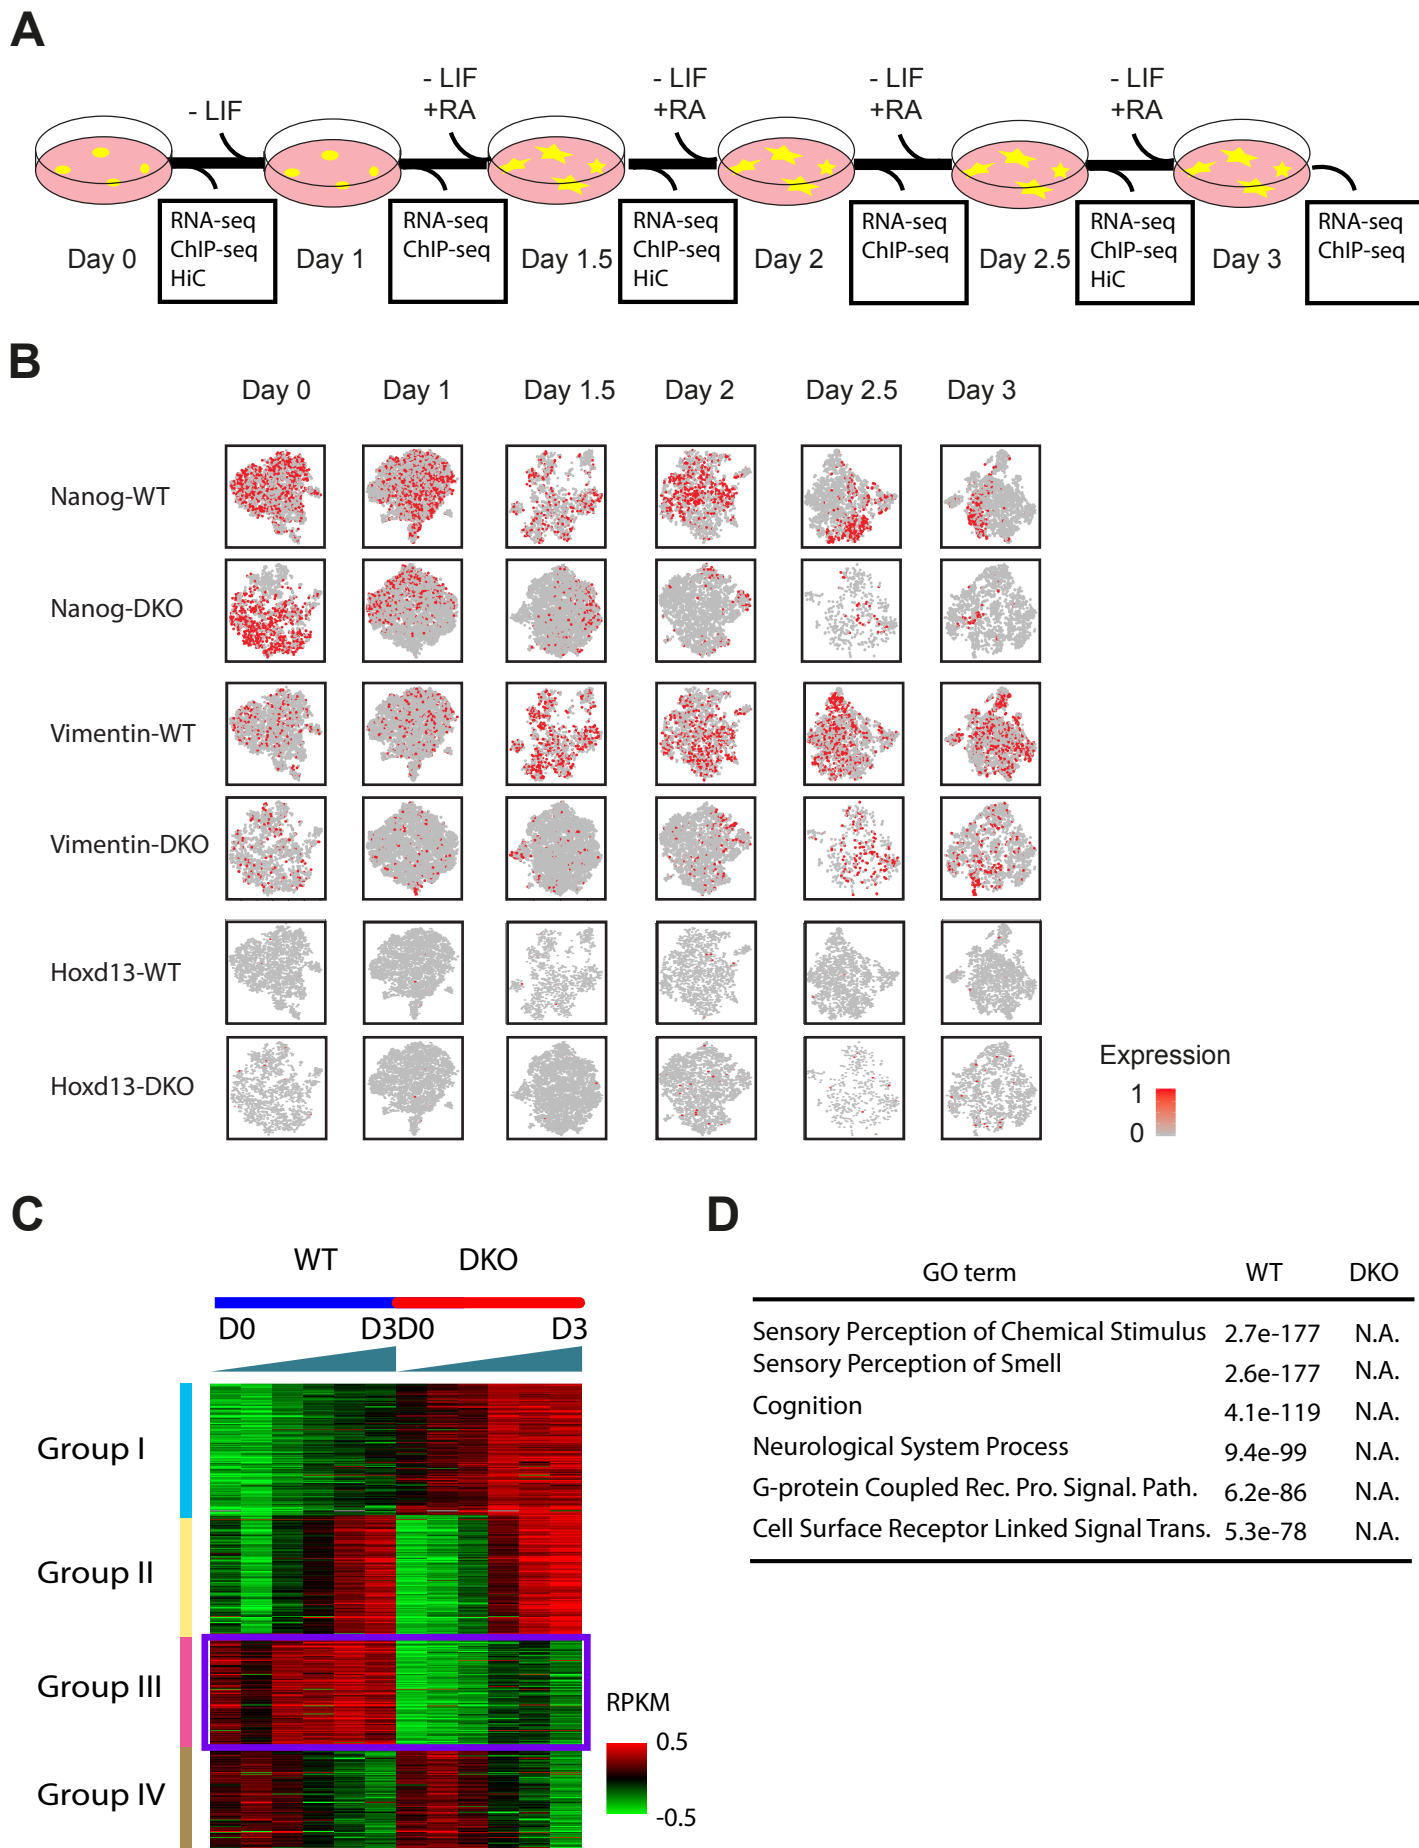 A
- LIF
- LIF
+RA
- LIF
+RA
- LIF
+RA
- LIF
+RA
Day 0
RNA-seq
ChIP-seq
HiC
Day 1
RNA-seq
ChIP-seq
Day 1.5
RNA-seq
ChIP-seq
HiC
Day 2
RNA-seq
ChIP-seq
Day 2.5
RNA-seq
ChIP-seq
HiC
Day 3
RNA-seq
ChIP-seq
B
Day 0 Day 1 Day 1.5 Day 2 Day 2.5 Day 3
Nanog-WT
Nanog-DKO
Vimentin-WT
Vimentin-DKO
Hoxd13-WT
Hoxd13-DKO
Expression
1
0
C
WT DKO
D0 D3 D0 D3
Group I
Group II
Group III
Group IV
RPKM
0.5
-0.5
D
GO term WT DKO
Sensory Perception of Chemical Stimulus 2.7e-177 N.A.
Sensory Perception of Smell 2.6e-177 N.A.
Cognition 4.1e-119 N.A.
Neurological System Process 9.4e-99 N.A.
G-protein Coupled Rec. Pro. Signal. Path. 6.2e-86 N.A.
Cell Surface Receptor Linked Signal Trans. 5.3e-78 N.A.